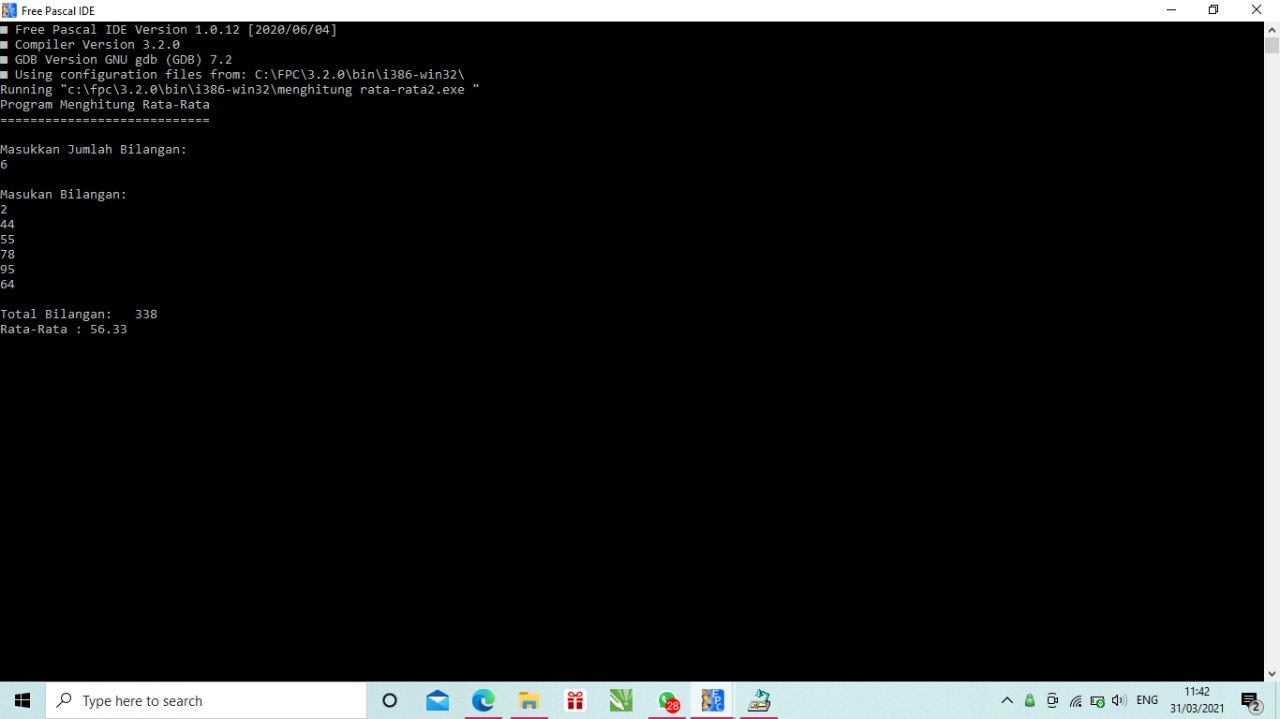 Free Pascal IDE
Free Pascal IDE Version 1.0.12 [2020/06/04]
Compiler Version 3.2.0
GDB Version GNU gdb (GDB) 7.2
Using configuration files from: C:\FPC\3.2.0\bin\i386-win32\
Running "c:\fpc\3.2.0\bin\i386-win32\menghitung rata-rata2.exe "
Program Menghitung Rata-Rata
============================
Masukkan Jumlah Bilangan:
6
Masukan Bilangan:
2
44
55
78
95
64
Total Bilangan:   338
Rata-Rata : 56.33
Type here to search
28
FPC
ENG
11:42
31/03/2021
2